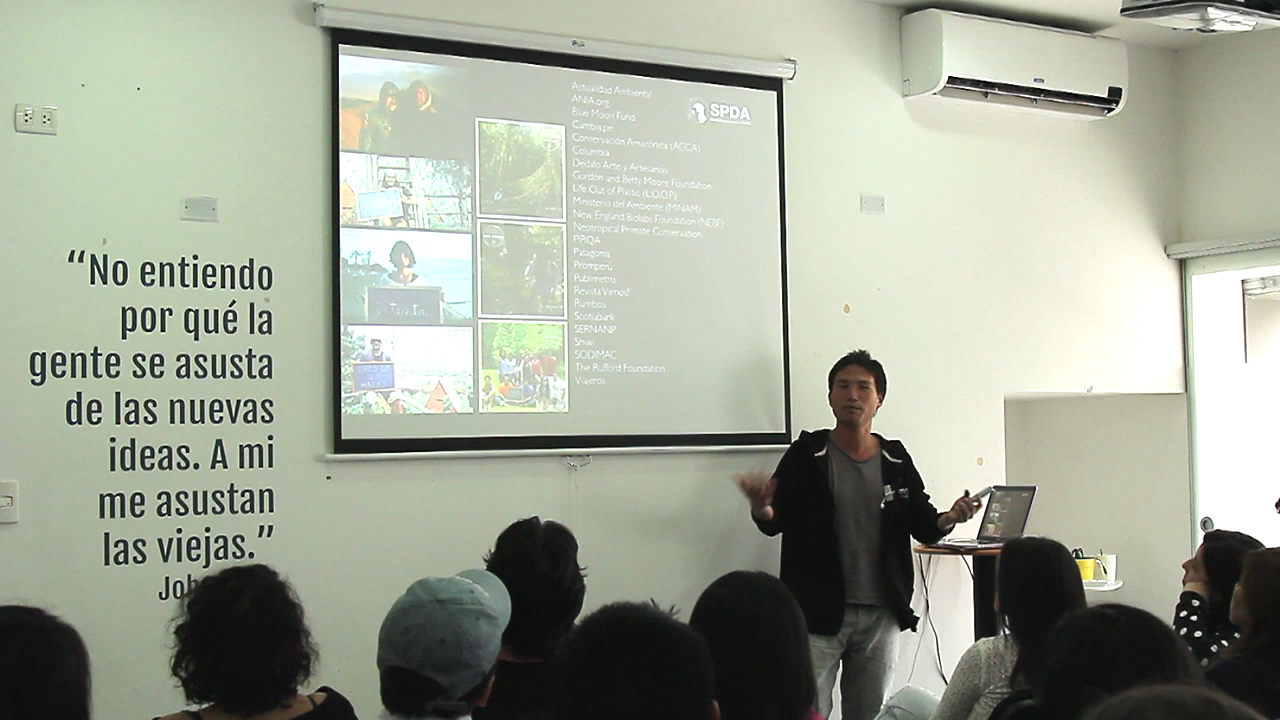 “No entiendo
por qué la
gente se asusta
de las nuevas
ideas. A mi
me asustan
las viejas.”
SPDA
Actualidad Ambiental
ANIA.org
Blue Moon Fund
Cambia.pe
Conservación Amazónica (ACCA)
Columbia
Dédalo Arte y Artesanías
Gordon and Betty Moore Foundation
Life Out of Plastic (L.O.O.P)
Ministerio del Ambiente (MINAM)
New England Biolabs Foundation (NEBF)
Neotropical Primate Conservation
PIRQA
Patagonia
Promperu
Publimetro
Revista Vamos!
Rumbos
Scotiabank
SERNANP
Shiwi
SODIMAC
The Rufford Foundation
Viajeros